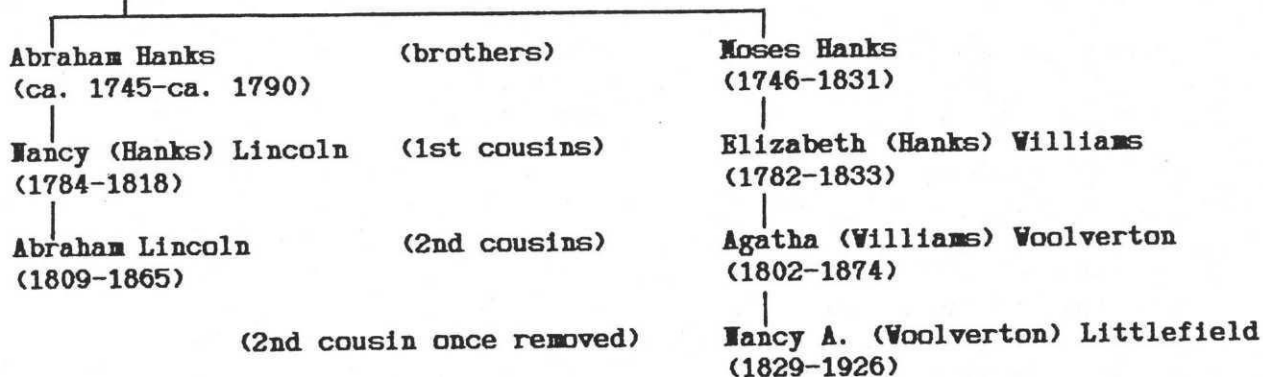 Abraham Hanks (brothers) Moses Hanks
(ca. 1745-ca. 1790) (1746-1831)
Nancy (Hanks) Lincoln (1st cousins) Elizabeth (Hanks) Williams
(1784-1818) (1782-1833)
Abraham Lincoln (2nd cousins) Agatha (Williams) Woolverton
(1809-1865) (1802-1874)
(2nd cousin once removed) Nancy A. (Woolverton) Littlefield
(1829-1926)